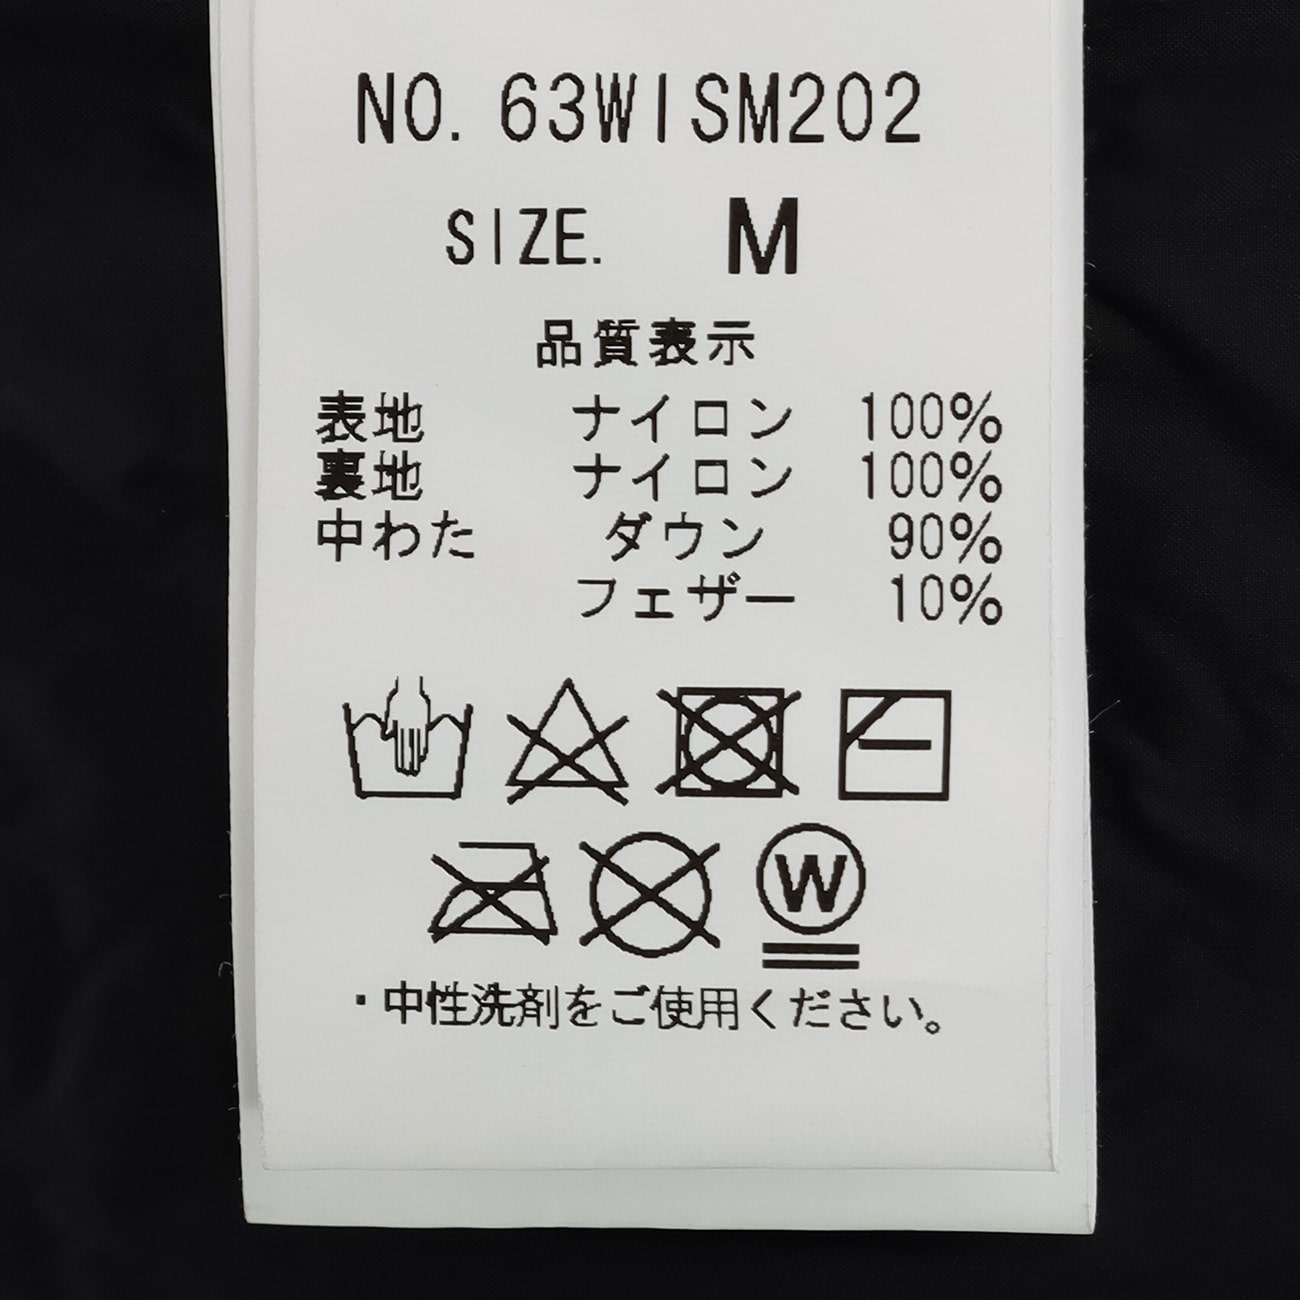 NO. 63WISM202
SIZE. M
品質表示
表地 ナイロン 100%
裏地 ナイロン 100%
中わた ダウン 90%
フェザー 10%
W
・中性洗剤をご使用ください。